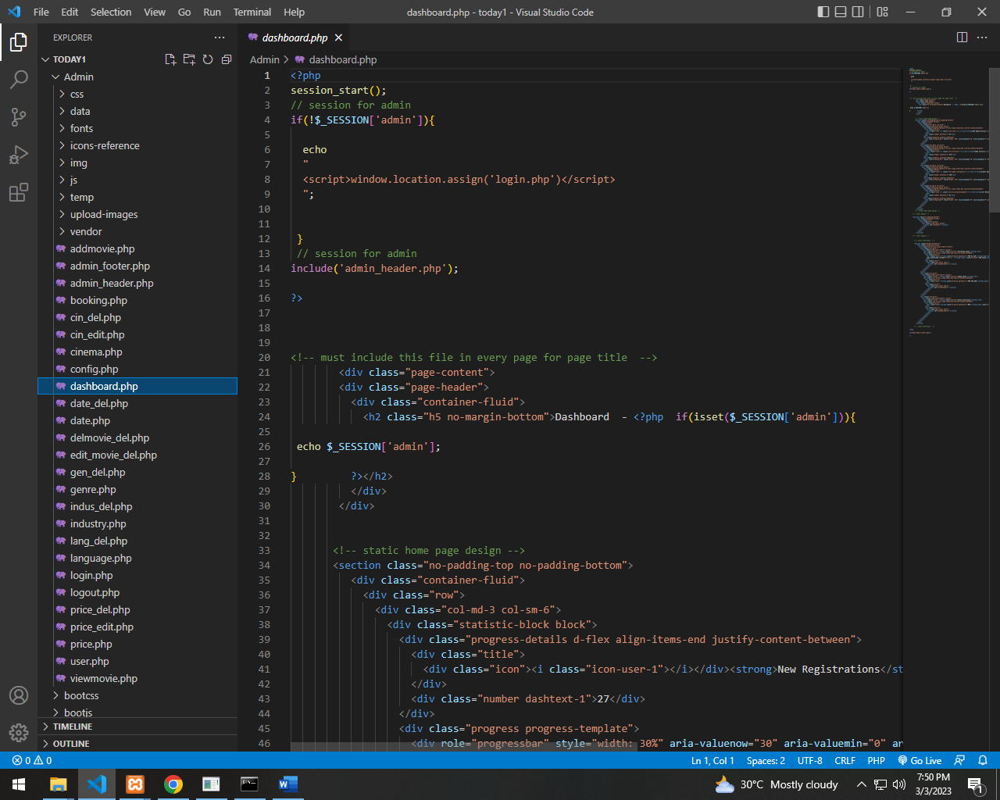 File Edit Selection View Go Run Terminal Help
dashboard.php - today1 - Visual Studio Code
EXPLORER
TODAY1
Admin
css
data
fonts
icons-reference
img
js
temp
upload-images
vendor
addmovie.php
admin_footer.php
admin_header.php
booking.php
cin_del.php
cin_edit.php
cinema.php
config.php
dashboard.php
date_del.php
date.php
delmovie_del.php
edit_movie_del.php
gen_del.php
genre.php
indus_del.php
industry.php
lang_del.php
language.php
login.php
logout.php
price_del.php
price_edit.php
price.php
user.php
viewmovie.php
bootcss
bootjs
TIMELINE
OUTLINE
dashboard.php
Admin > dashboard.php
1 <?php
2 session_start();
3 // session for admin
4 if(!$_SESSION['admin']){
5
6 echo
7 "
8 <script>window.location.assign('login.php')</script>
9 ";
10
11
12 }
13 // session for admin
14 include('admin_header.php');
15
16 ?>
17
18
19
20 <!-- must include this file in every page for page title  -->
21 <div class="page-content">
22 <div class="page-header">
23 <div class="container-fluid">
24 <h2 class="h5 no-margin-bottom">Dashboard  - <?php  if(isset($_SESSION['admin'])){
25
26 echo $_SESSION['admin'];
27
28 }         ?></h2>
29 </div>
30 </div>
31
32
33 <!-- static home page design -->
34 <section class="no-padding-top no-padding-bottom">
35 <div class="container-fluid">
36 <div class="row">
37 <div class="col-md-3 col-sm-6">
38 <div class="statistic-block block">
39 <div class="progress-details d-flex align-items-end justify-content-between">
40 <div class="title">
41 <div class="icon"><i class="icon-user-1"></i></div><strong>New Registrations</st
42 </div>
43 <div class="number dashtext-1">27</div>
44 </div>
45 <div class="progress progress-template">
46 <div role="progressbar" style="width: 30%" aria-valuenow="30" aria-valuemin="0" ar
0 0
Ln 1, Col 1 Spaces: 2 UTF-8 CRLF PHP Go Live
30°C Mostly cloudy
7:50 PM
3/3/2023
1